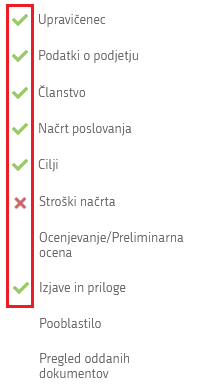 Upravičenec
Podatki o podjetju
Članstvo
Načrt poslovanja
Cilji
Stroški načrta
Ocenjevanje/Preliminarna
ocena
Izjave in priloge
Pooblastilo
Pregled oddanih
dokumentov